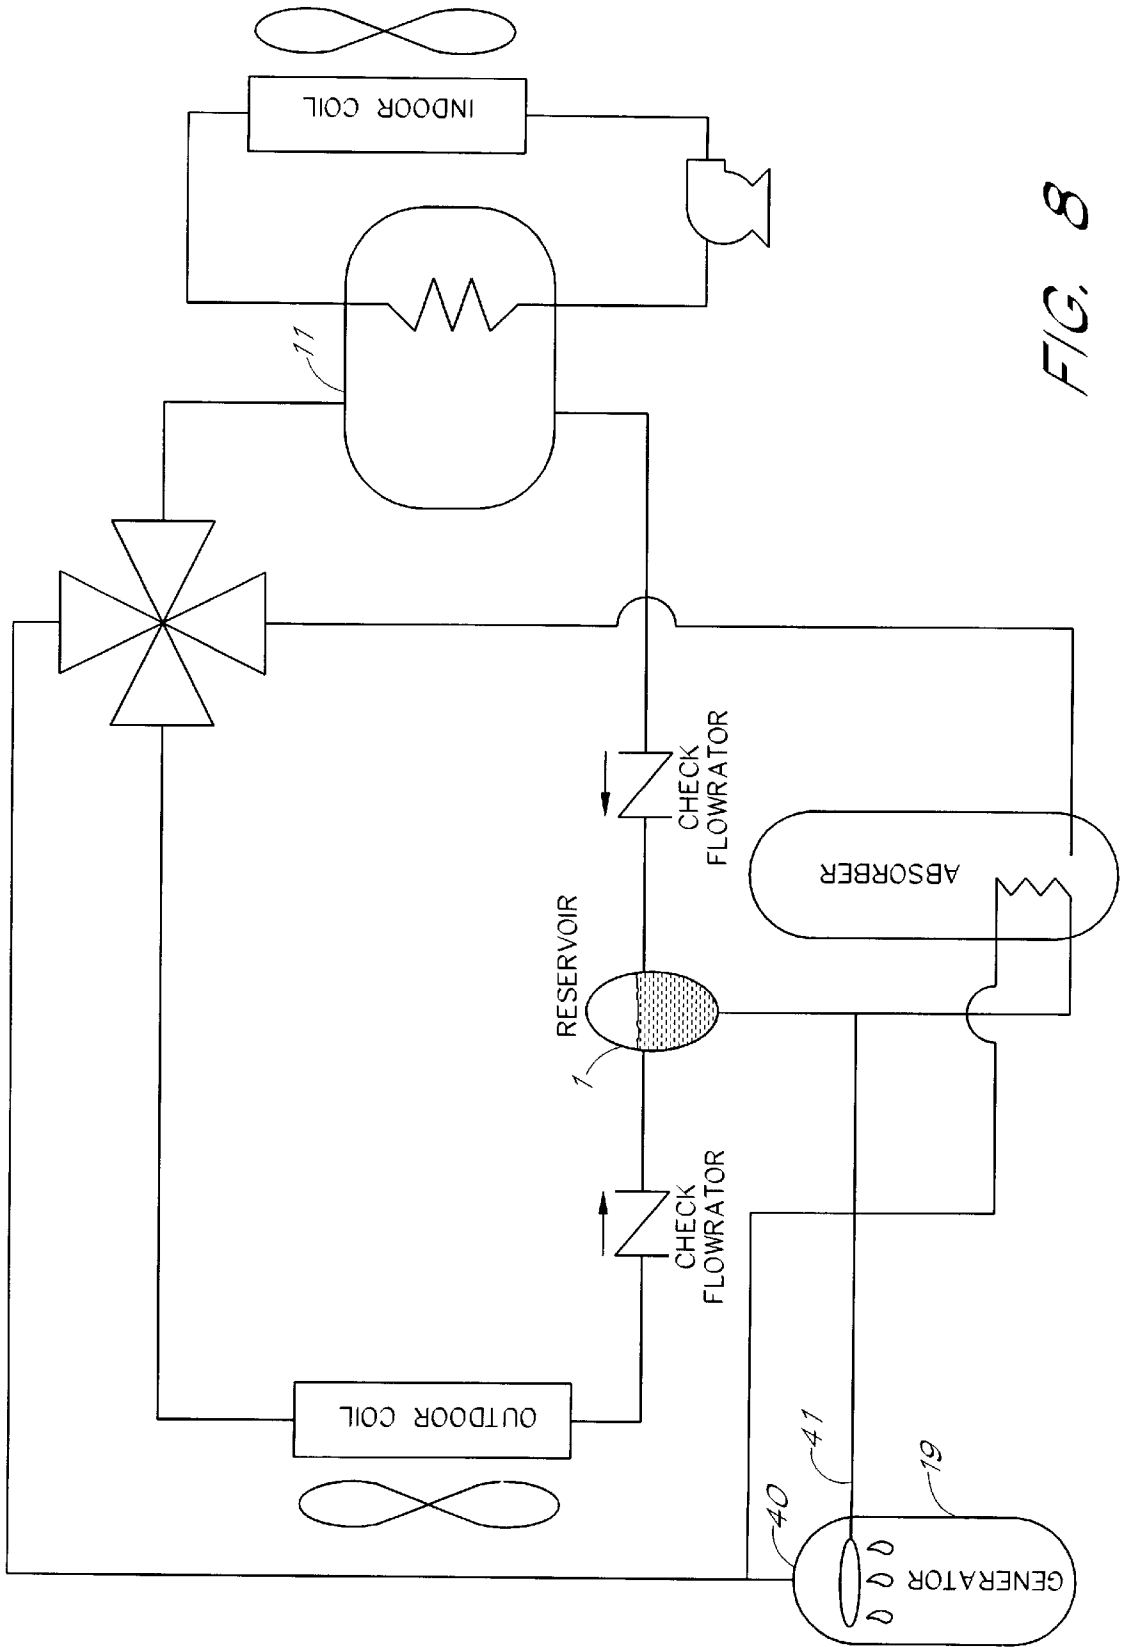 INDOOR COIL
11
FIG. 8
CHECK
FLOWRATOR
ABSORBER
RESERVOIR
1
CHECK
FLOWRATOR
OUTDOOR COIL
40
41
19
GENERATOR